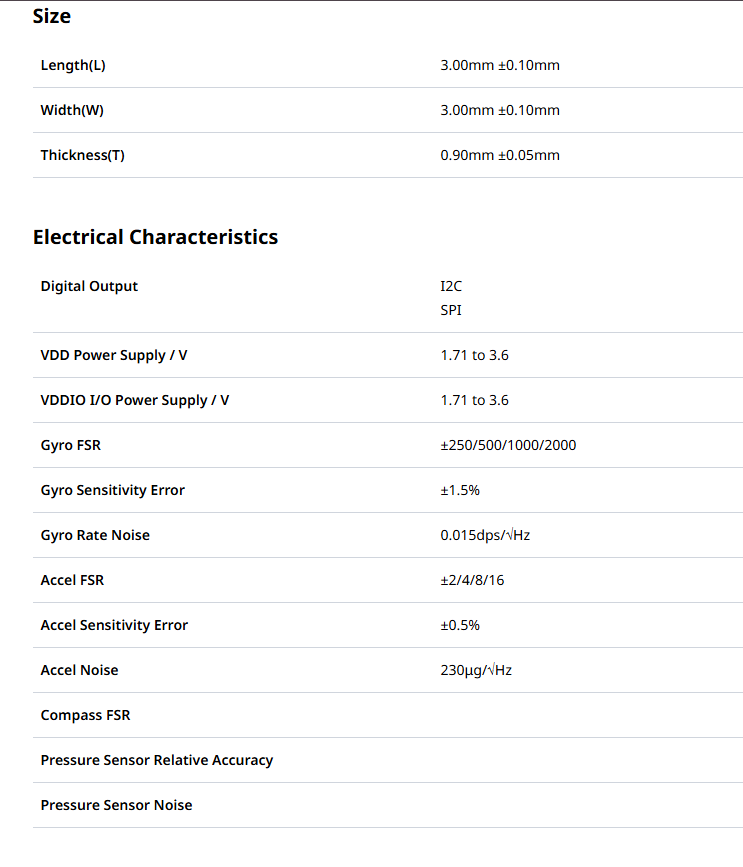 Size
Length(L) 3.00mm ±0.10mm
Width(W) 3.00mm ±0.10mm
Thickness(T) 0.90mm ±0.05mm
Electrical Characteristics
Digital Output I2C
SPI
VDD Power Supply / V 1.71 to 3.6
VDDIO I/O Power Supply / V 1.71 to 3.6
Gyro FSR ±250/500/1000/2000
Gyro Sensitivity Error ±1.5%
Gyro Rate Noise 0.015dps/√Hz
Accel FSR ±2/4/8/16
Accel Sensitivity Error ±0.5%
Accel Noise 230µg/√Hz
Compass FSR
Pressure Sensor Relative Accuracy
Pressure Sensor Noise